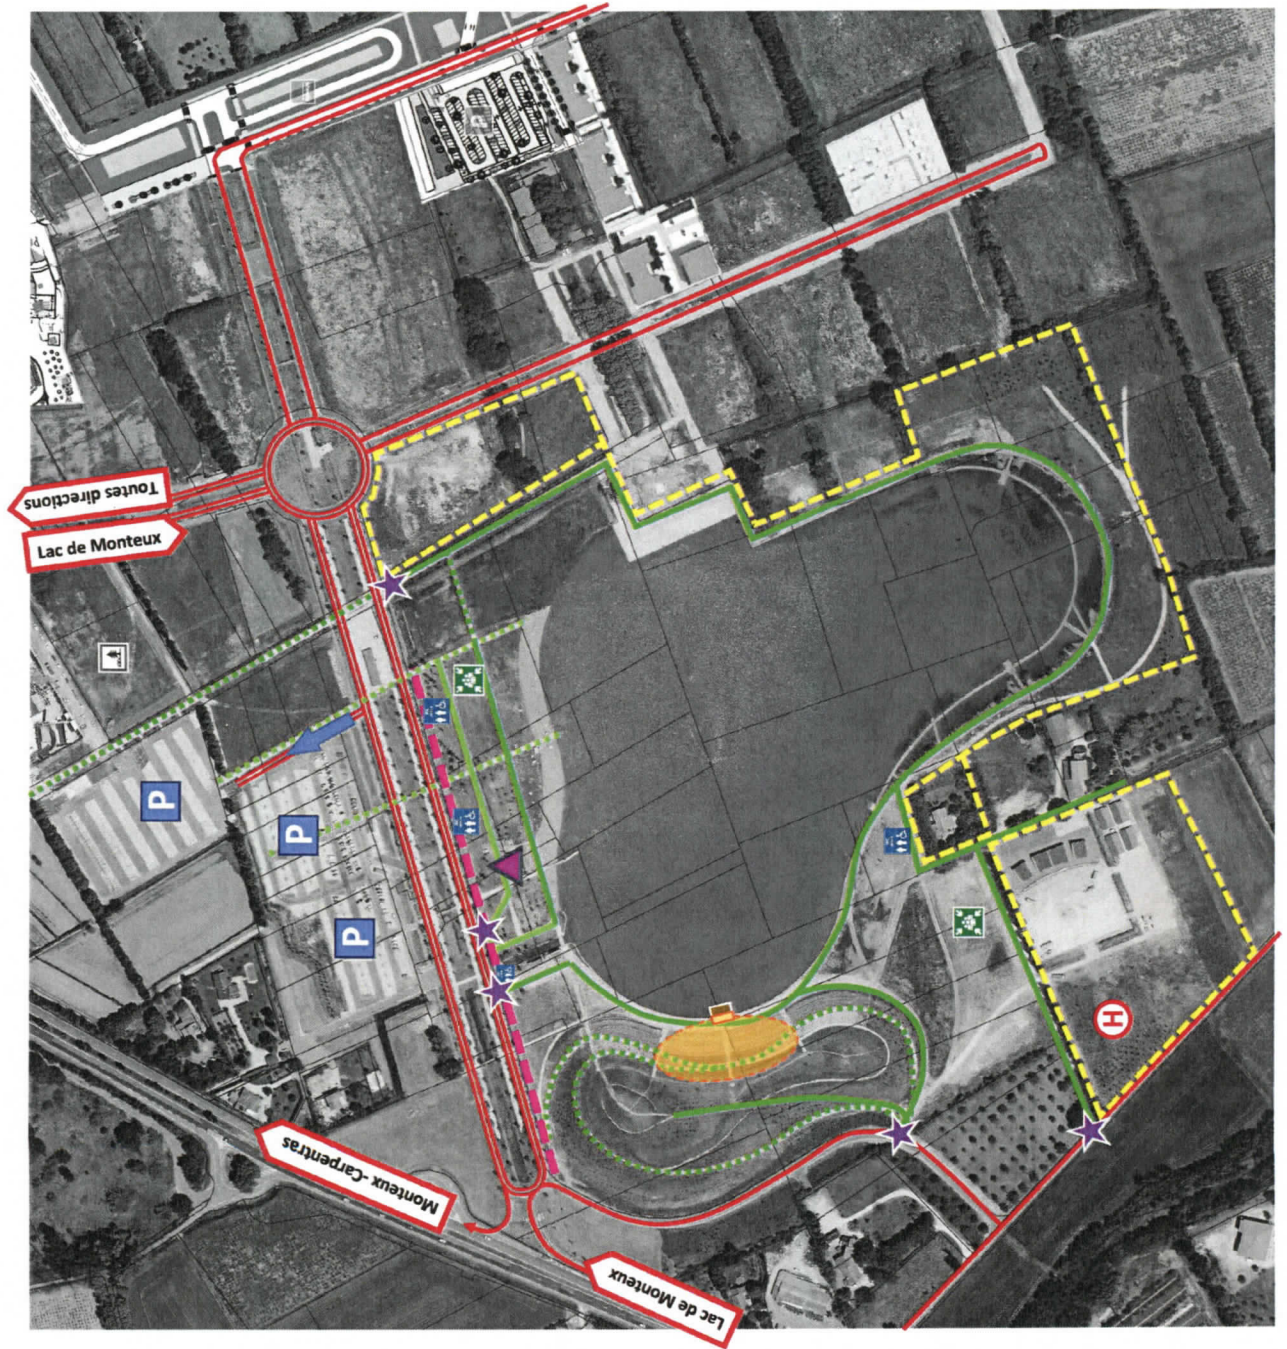 P
Toutes directions
Lac de Monteux
P
P
P
H
Monteux-Carpentras
Lac de Monteux